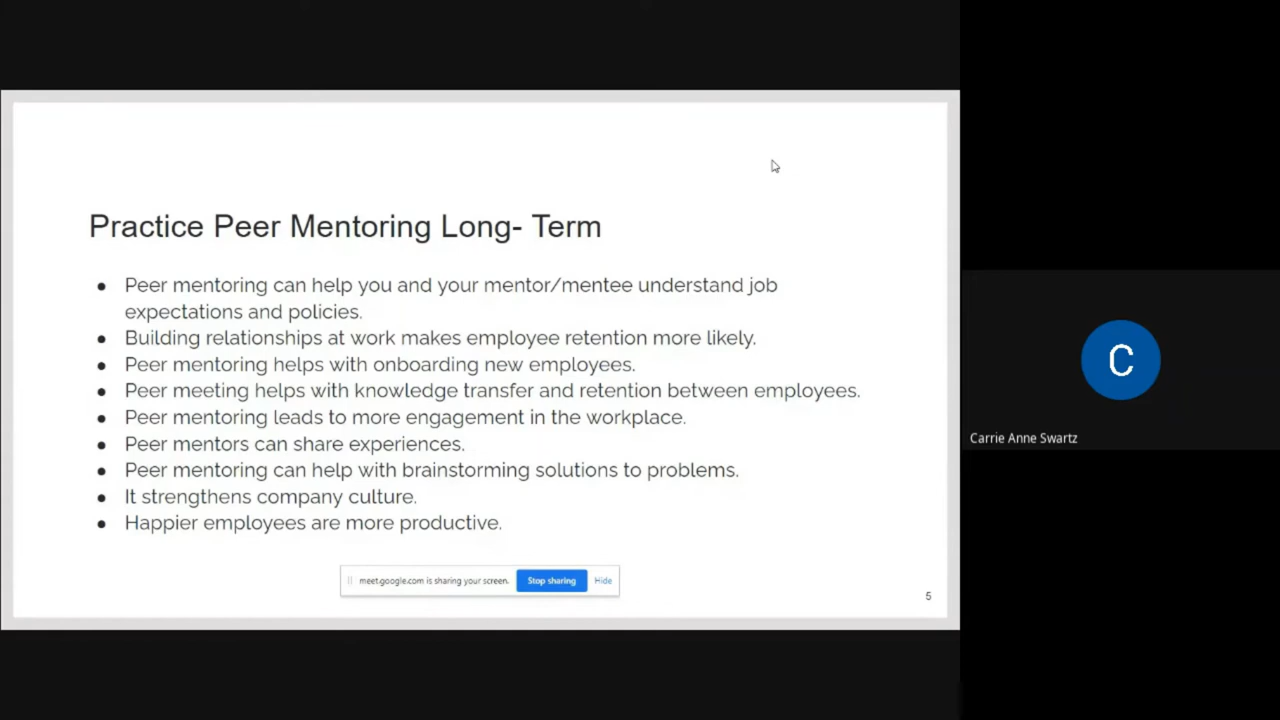 Practice Peer Mentoring Long- Term
● Peer mentoring can help you and your mentor/mentee understand job
expectations and policies.
● Building relationships at work makes employee retention more likely.
● Peer mentoring helps with onboarding new employees.
● Peer meeting helps with knowledge transfer and retention between employees.
● Peer mentoring leads to more engagement in the workplace.
● Peer mentors can share experiences.
● Peer mentoring can help with brainstorming solutions to problems.
● It strengthens company culture.
● Happier employees are more productive.
meet.google.com is sharing your screen. Stop sharing Hide
5
C
Carrie Anne Swartz